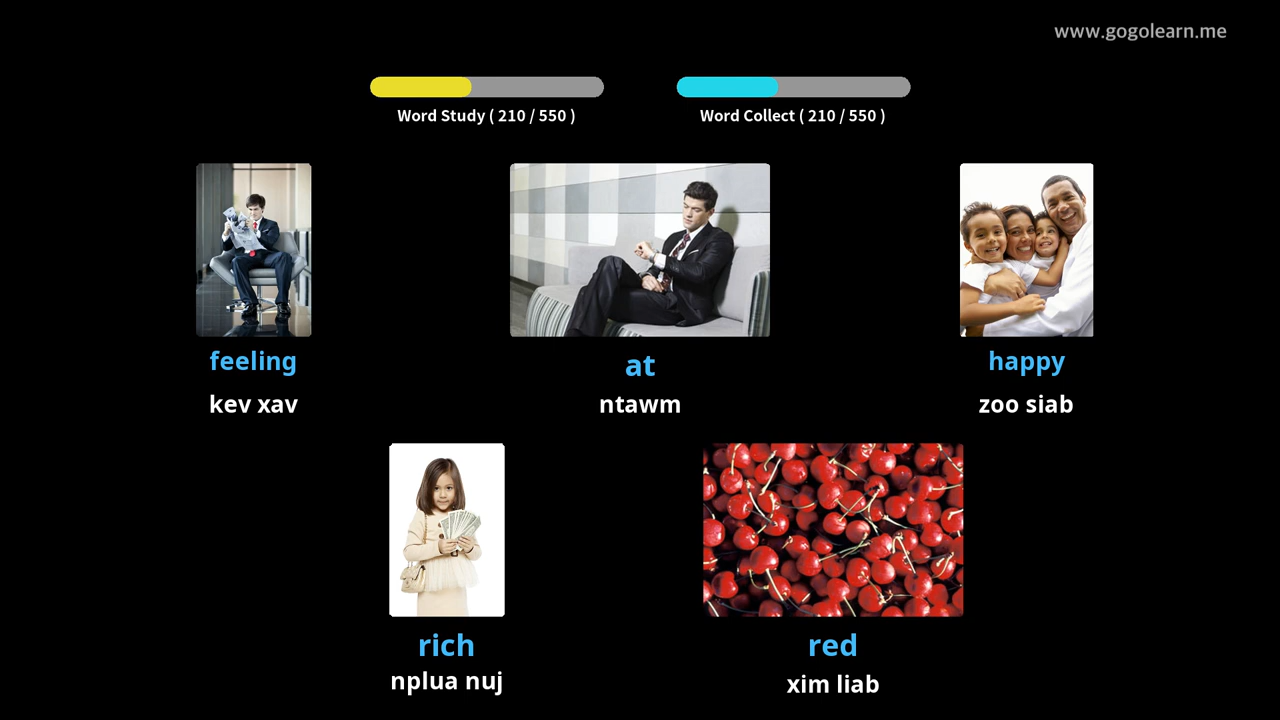 www.gogolearn.me
Word Study ( 210 / 550 )
Word Collect ( 210 / 550 )
feeling
kev xav
at
ntawm
happy
zoo siab
rich
nplua nuj
red
xim liab